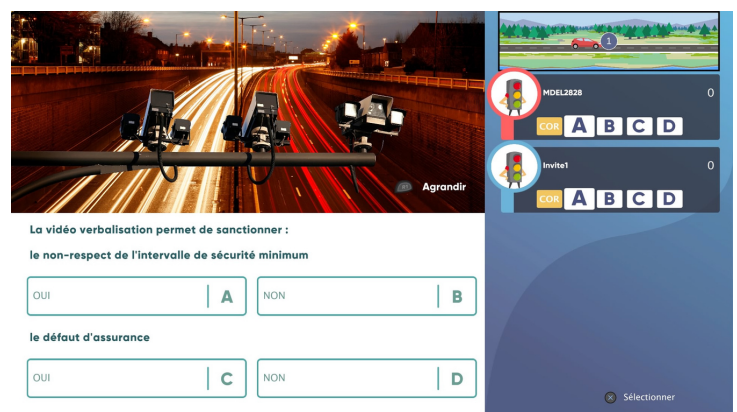 1
MDEL2828 0
COR A B C D
Invite1 0
COR A B C D
R1 Agrandir
La vidéo verbalisation permet de sanctionner :
le non-respect de l'intervalle de sécurité minimum
OUI A NON B
le défaut d'assurance
OUI C NON D
Sélectionner